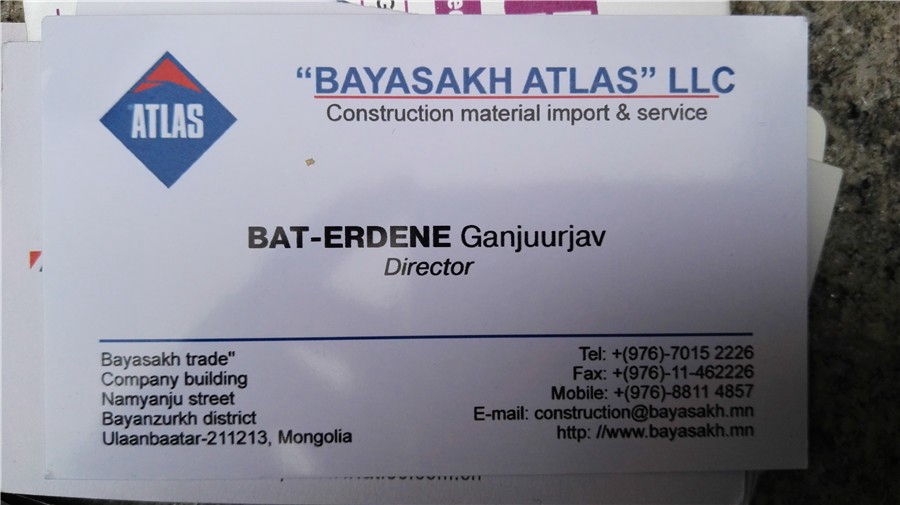 ATLAS
“BAYASAKH ATLAS” LLC
Construction material import & service
BAT-ERDENE Ganjuurjav
Director
Bayasakh trade"
Company building
Namyanju street
Bayanzurkh district
Ulaanbaatar-211213, Mongolia
Tel: +(976)-7015 2226
Fax: +(976)-11-462226
Mobile: +(976)-8811 4857
E-mail: construction@bayasakh.mn
http: //www.bayasakh.mn